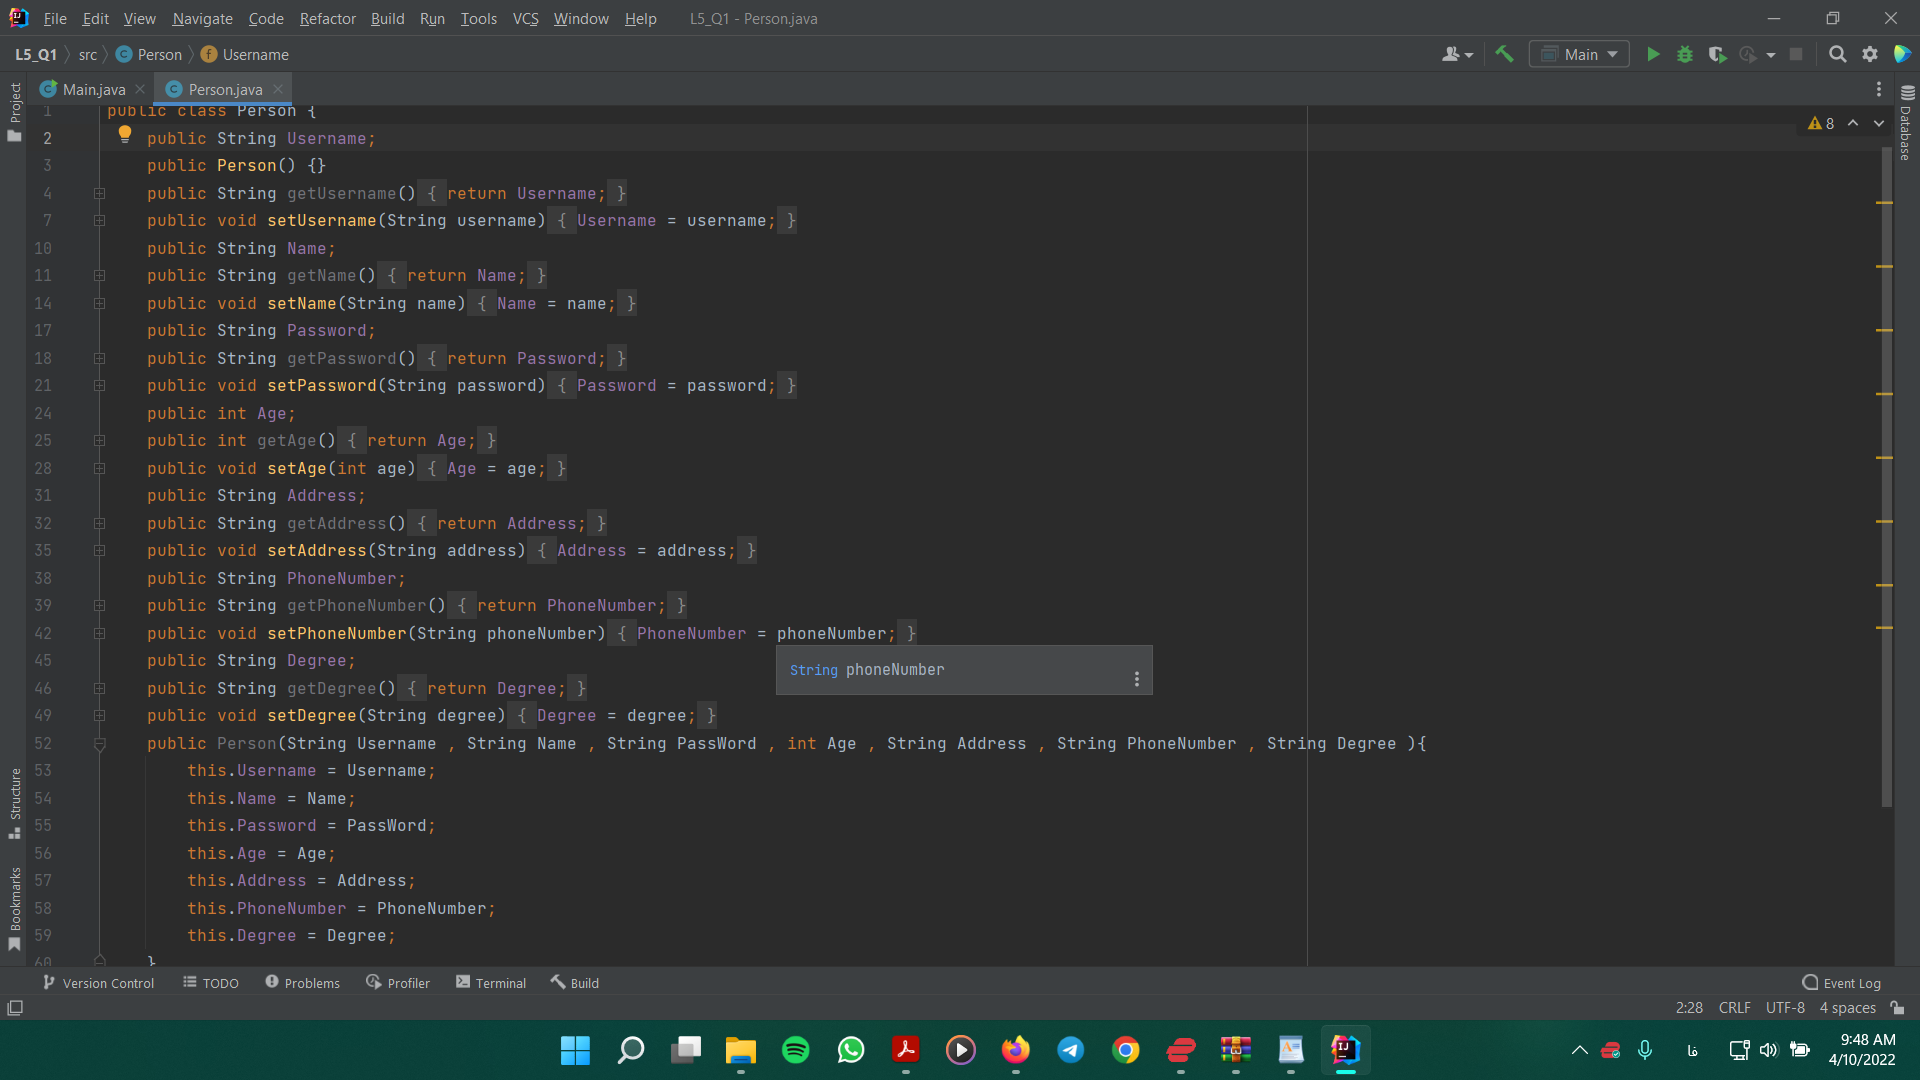 File Edit View Navigate Code Refactor Build Run Tools VCS Window Help L5_Q1 - Person.java
L5_Q1 src Person Username Main
Main.java Person.java
Project
Database
8
1 public class Person {
2 public String Username;
3 public Person() {}
4 public String getUsername() { return Username; }
7 public void setUsername(String username) { Username = username; }
10 public String Name;
11 public String getName() { return Name; }
14 public void setName(String name) { Name = name; }
17 public String Password;
18 public String getPassword() { return Password; }
21 public void setPassword(String password) { Password = password; }
24 public int Age;
25 public int getAge() { return Age; }
28 public void setAge(int age) { Age = age; }
31 public String Address;
32 public String getAddress() { return Address; }
35 public void setAddress(String address) { Address = address; }
38 public String PhoneNumber;
39 public String getPhoneNumber() { return PhoneNumber; }
42 public void setPhoneNumber(String phoneNumber) { PhoneNumber = phoneNumber; }
45 public String Degree;
String phoneNumber
46 public String getDegree() { return Degree; }
49 public void setDegree(String degree) { Degree = degree; }
52 public Person(String Username , String Name , String PassWord , int Age , String Address , String PhoneNumber , String Degree ){
53 this.Username = Username;
54 this.Name = Name;
55 this.Password = PassWord;
56 this.Age = Age;
57 this.Address = Address;
58 this.PhoneNumber = PhoneNumber;
59 this.Degree = Degree;
60 }
Structure
Bookmarks
Version Control TODO Problems Profiler Terminal Build Event Log
2:28 CRLF UTF-8 4 spaces
فا
9:48 AM
4/10/2022